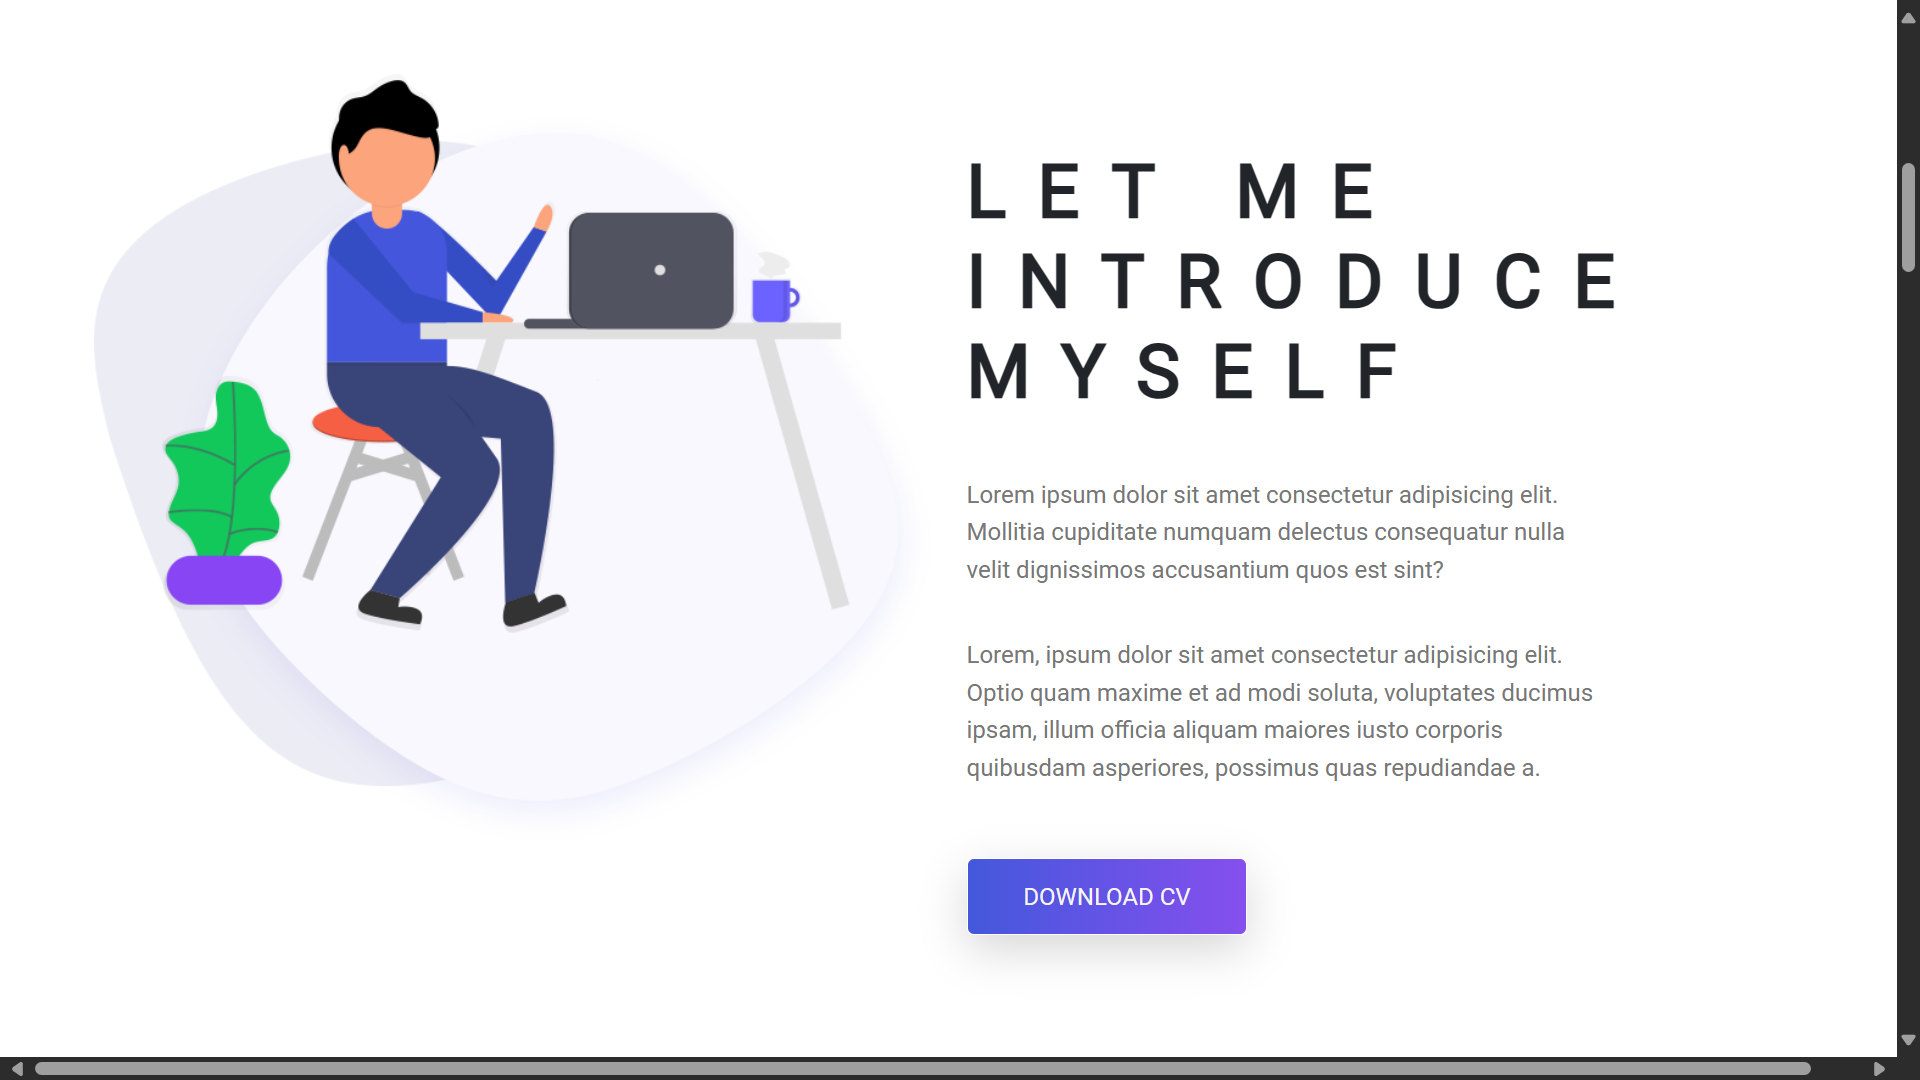 LET ME
INTRODUCE
MYSELF
Lorem ipsum dolor sit amet consectetur adipisicing elit.
Mollitia cupiditate numquam delectus consequatur nulla
velit dignissimos accusantium quos est sint?
Lorem, ipsum dolor sit amet consectetur adipisicing elit.
Optio quam maxime et ad modi soluta, voluptates ducimus
ipsam, illum officia aliquam maiores iusto corporis
quibusdam asperiores, possimus quas repudiandae a.
DOWNLOAD CV